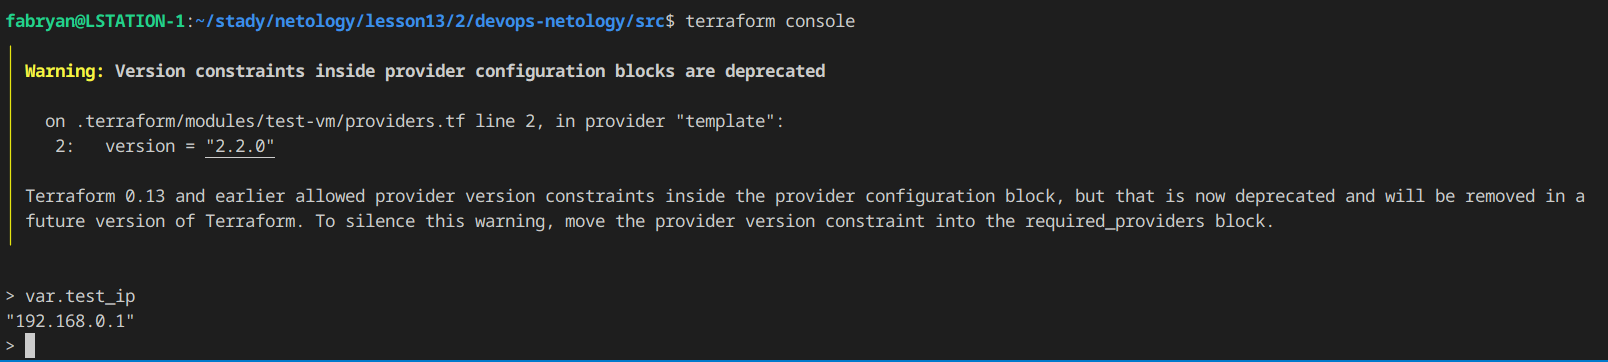 fabryan@LSTATION-1:~/stady/netology/lesson13/2/devops-netology/src$ terraform console
Warning: Version constraints inside provider configuration blocks are deprecated
on .terraform/modules/test-vm/providers.tf line 2, in provider "template":
2:   version = "2.2.0"
Terraform 0.13 and earlier allowed provider version constraints inside the provider configuration block, but that is now deprecated and will be removed in a
future version of Terraform. To silence this warning, move the provider version constraint into the required_providers block.
> var.test_ip
"192.168.0.1"
>